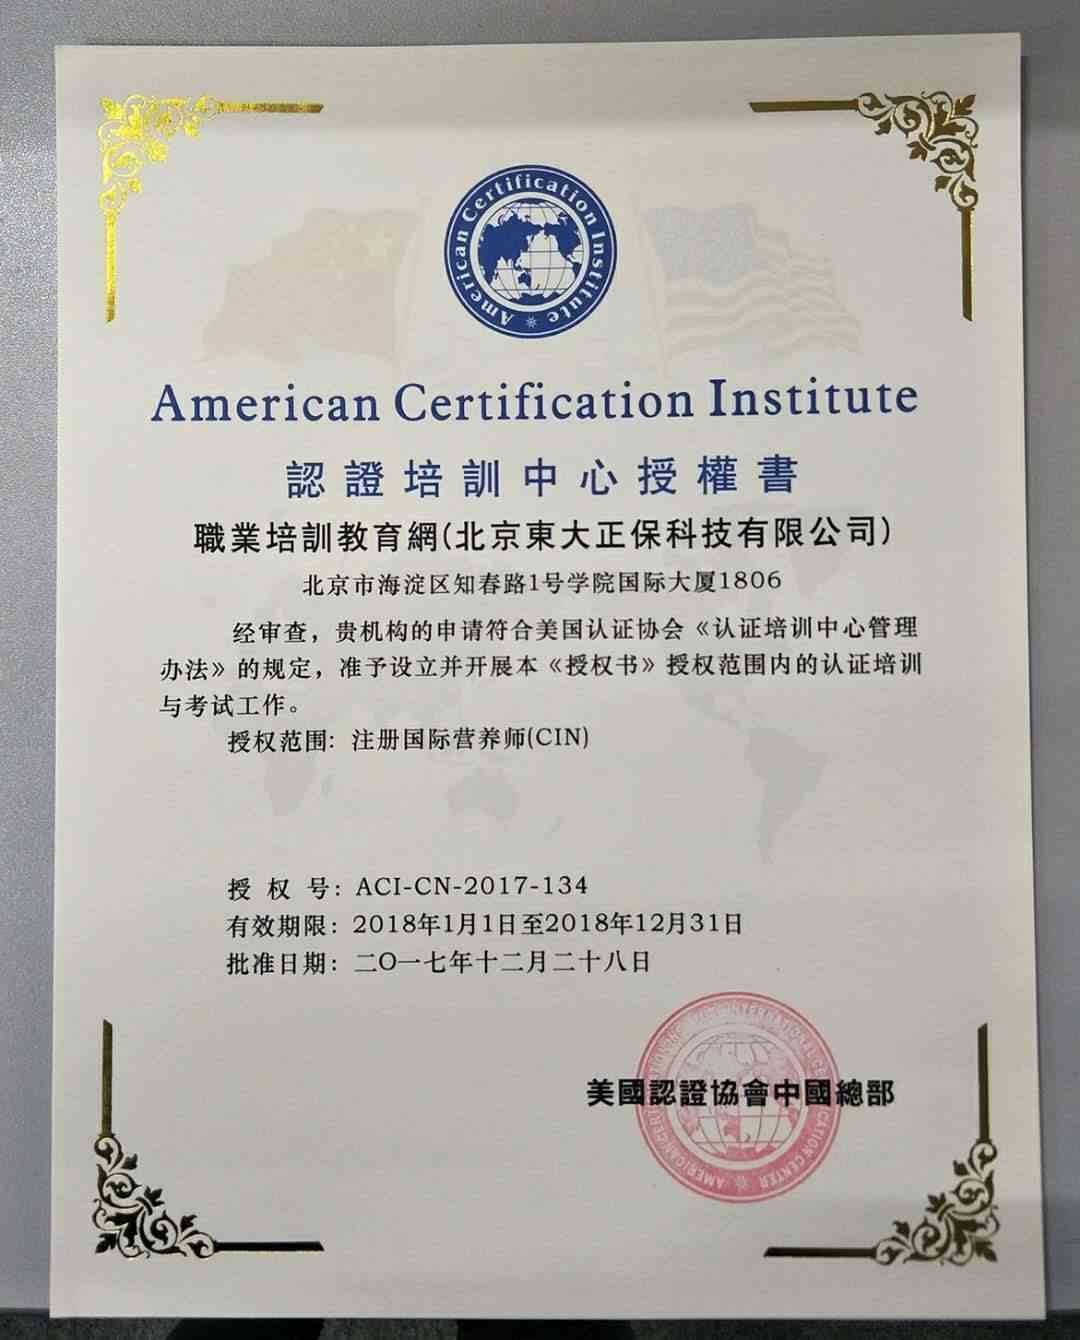 American Certification Institute
American Certification Institute
認證培訓中心授權書
職業培訓教育網(北京東大正保科技有限公司)
北京市海淀区知春路1号学院国际大厦1806
经审查，贵机构的申请符合美国认证协会《认证培训中心管理
办法》的规定，准予设立并开展本《授权书》授权范围内的认证培训
与考试工作。
授权范围：注册国际营养师(CIN)
授 权 号：ACI-CN-2017-134
有效期限：2018年1月1日至2018年12月31日
批准日期：二O一七年十二月二十八日
美國認證協會中國總部
INTERNATIONAL CERTIFICATION CENTER